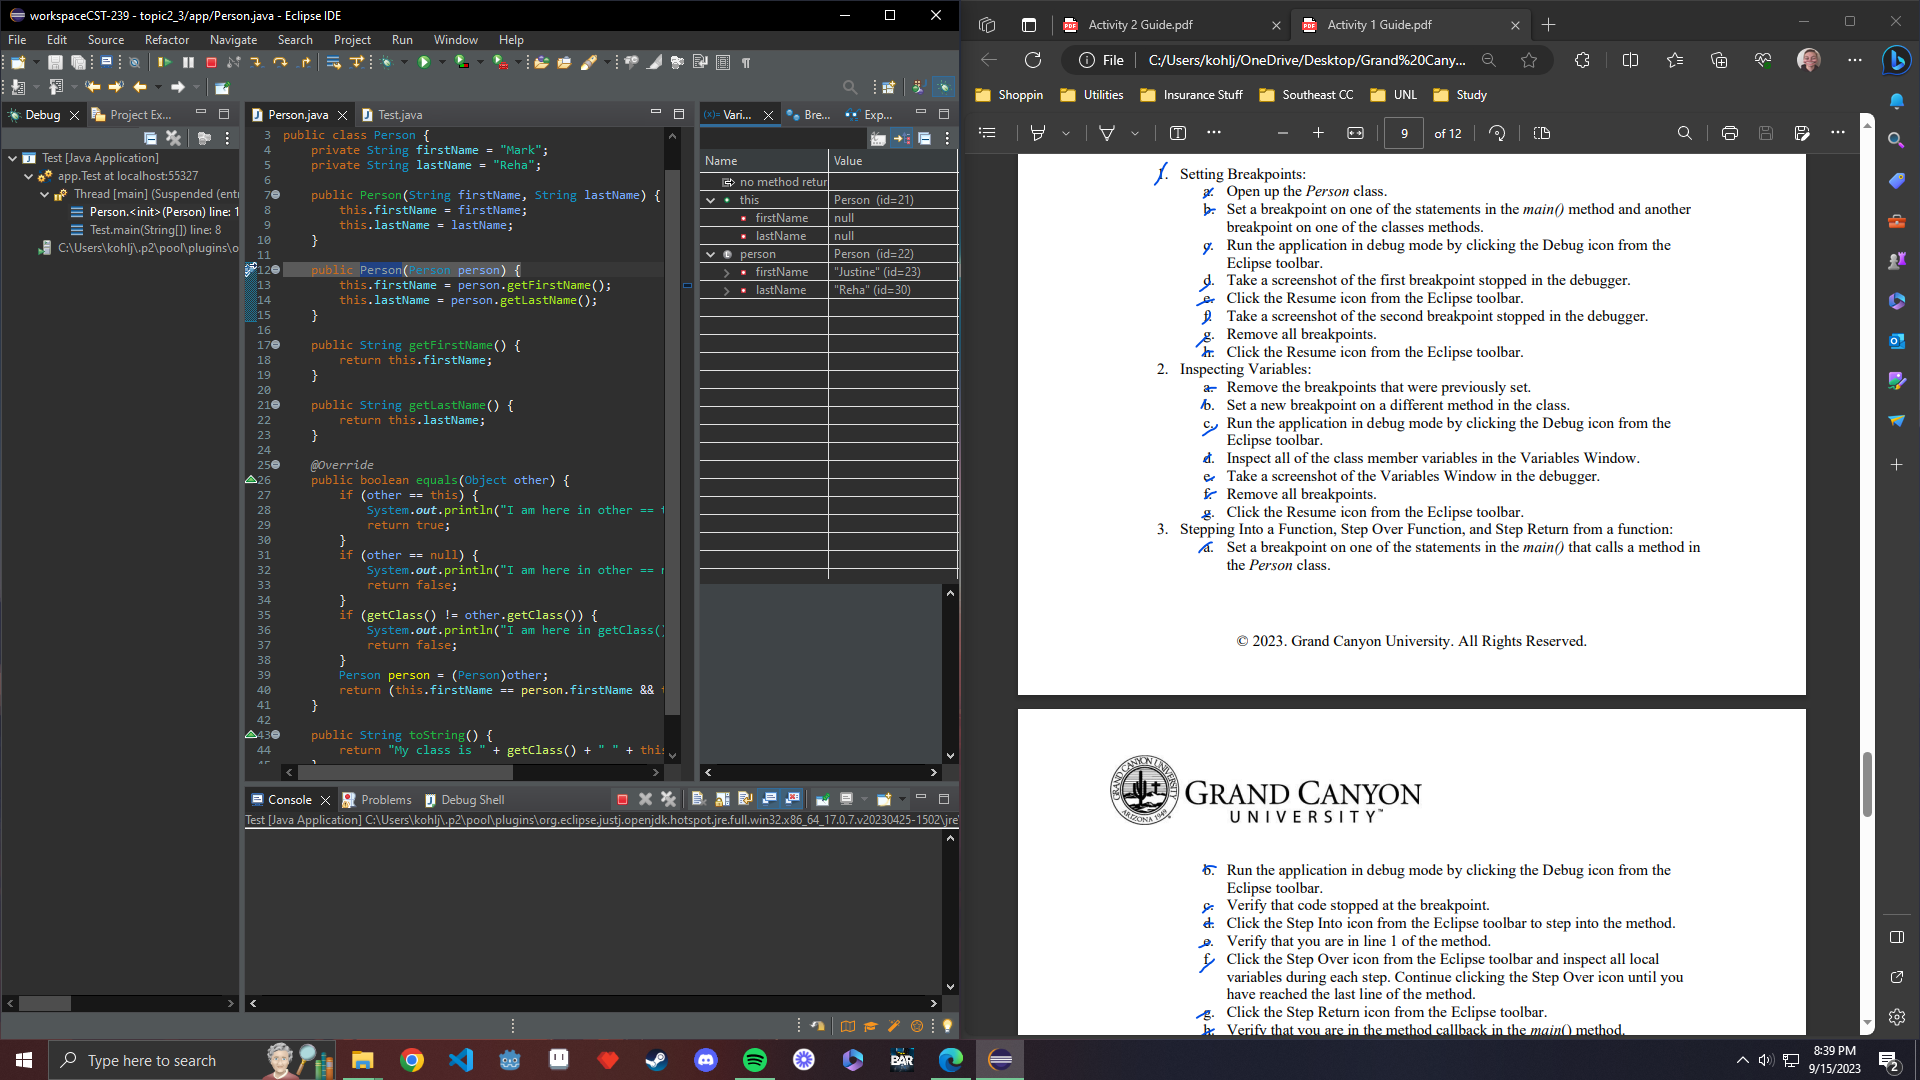 workspaceCST-239 - topic2_3/app/Person.java - Eclipse IDE
File Edit Source Refactor Navigate Search Project Run Window Help
Debug
Project Ex...
Test [Java Application]
app.Test at localhost:55327
Thread [main] (Suspended (entr
Person.<init>(Person) line: 1
Test.main(String[]) line: 8
C:\Users\kohlj\.p2\pool\plugins\o
Person.java
Test.java
3 public class Person {
4 private String firstName = "Mark";
5 private String lastName = "Reha";
6
7 public Person(String firstName, String lastName) {
8 this.firstName = firstName;
9 this.lastName = lastName;
10 }
11
12 public Person(Person person) {
13 this.firstName = person.getFirstName();
14 this.lastName = person.getLastName();
15 }
16
17 public String getFirstName() {
18 return this.firstName;
19 }
20
21 public String getLastName() {
22 return this.lastName;
23 }
24
25 @Override
26 public boolean equals(Object other) {
27 if (other == this) {
28 System.out.println("I am here in other == t
29 return true;
30 }
31 if (other == null) {
32 System.out.println("I am here in other == n
33 return false;
34 }
35 if (getClass() != other.getClass()) {
36 System.out.println("I am here in getClass()
37 return false;
38 }
39 Person person = (Person)other;
40 return (this.firstName == person.firstName && t
41 }
42
43 public String toString() {
44 return "My class is " + getClass() + " " + this
Vari...
Bre...
Exp...
Name Value
no method retur
this Person (id=21)
firstName null
lastName null
person Person (id=22)
firstName "Justine" (id=23)
lastName "Reha" (id=30)
Console
Problems
Debug Shell
Test [Java Application] C:\Users\kohlj\.p2\pool\plugins\org.eclipse.justj.openjdk.hotspot.jre.full.win32.x86_64_17.0.7.v20230425-1502\jre\
Activity 2 Guide.pdf
Activity 1 Guide.pdf
File C:/Users/kohlj/OneDrive/Desktop/Grand%20Cany...
Shoppin Utilities Insurance Stuff Southeast CC UNL Study
9 of 12
1. Setting Breakpoints:
a. Open up the Person class.
b. Set a breakpoint on one of the statements in the main() method and another
breakpoint on one of the classes methods.
c. Run the application in debug mode by clicking the Debug icon from the
Eclipse toolbar.
d. Take a screenshot of the first breakpoint stopped in the debugger.
e. Click the Resume icon from the Eclipse toolbar.
f. Take a screenshot of the second breakpoint stopped in the debugger.
g. Remove all breakpoints.
h. Click the Resume icon from the Eclipse toolbar.
2. Inspecting Variables:
a. Remove the breakpoints that were previously set.
b. Set a new breakpoint on a different method in the class.
c. Run the application in debug mode by clicking the Debug icon from the
Eclipse toolbar.
d. Inspect all of the class member variables in the Variables Window.
e. Take a screenshot of the Variables Window in the debugger.
f. Remove all breakpoints.
g. Click the Resume icon from the Eclipse toolbar.
3. Stepping Into a Function, Step Over Function, and Step Return from a function:
a. Set a breakpoint on one of the statements in the main() that calls a method in
the Person class.
© 2023. Grand Canyon University. All Rights Reserved.
GRAND CANYON UNIVERSITY
ARIZONA 1949
GRAND CANYON
UNIVERSITY™
b. Run the application in debug mode by clicking the Debug icon from the
Eclipse toolbar.
c. Verify that code stopped at the breakpoint.
d. Click the Step Into icon from the Eclipse toolbar to step into the method.
e. Verify that you are in line 1 of the method.
f. Click the Step Over icon from the Eclipse toolbar and inspect all local
variables during each step. Continue clicking the Step Over icon until you
have reached the last line of the method.
g. Click the Step Return icon from the Eclipse toolbar.
h. Verify that you are in the method callback in the main() method.
Type here to search
BAR
8:39 PM
9/15/2023
2